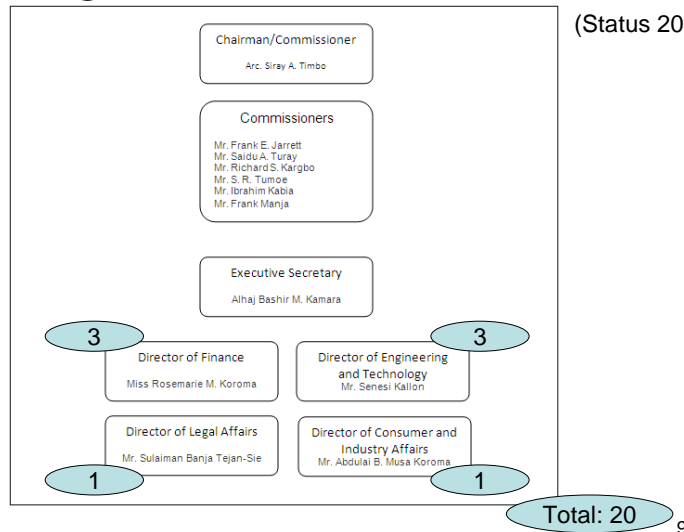 (Status 20
Chairman/Commissioner
Arc. Siray A. Timbo
Commissioners
Mr. Frank E. Jarrett
Mr. Saidu A. Turay
Mr. Richard S. Kargbo
Mr. S. R. Tumoe
Mr. Ibrahim Kabia
Mr. Frank Manja
Executive Secretary
Alhaj Bashir M. Kamara
3
3
Director of Finance
Miss Rosemarie M. Koroma
Director of Engineering
and Technology
Mr. Senesi Kallon
Director of Legal Affairs
Mr. Sulaiman Banja Tejan-Sie
Director of Consumer and
Industry Affairs
Mr. Abdulai B. Musa Koroma
1
1
Total: 20